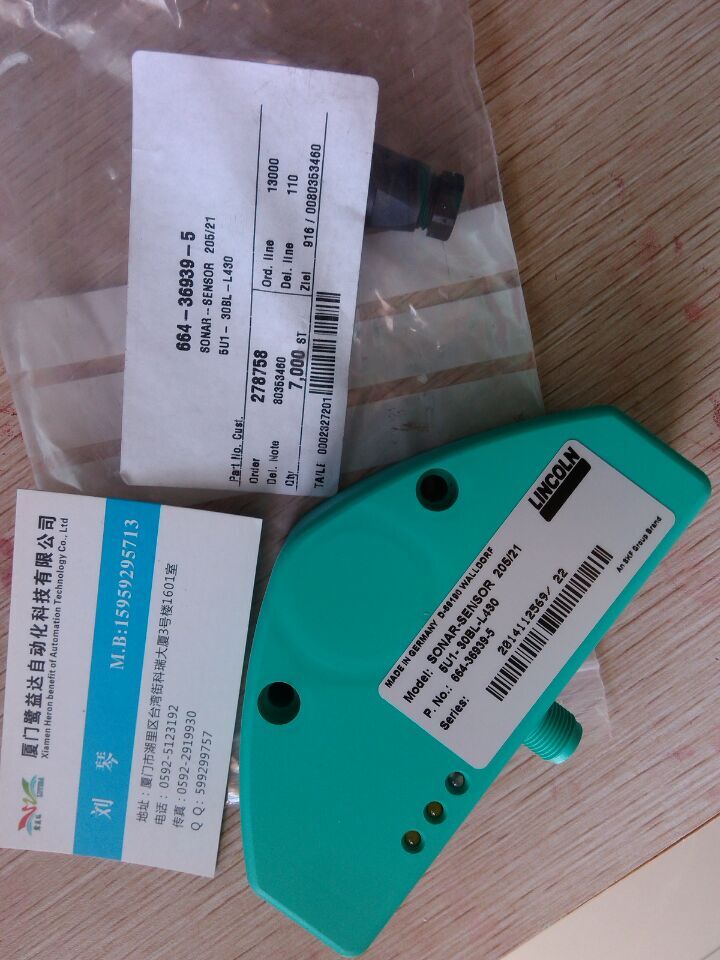 664-36939-5
SONAR-SENSOR 205/21
5U1-30BL-L430
Part.No. Cust.
Order 278758
Ord. line 13000
Del. Note 80353460
Del. line 110
Qty 7,000 ST
Ziel 916 / 0080353460
TA/LE 0002327201
厦门鹭益达自动化科技有限公司
Xiamen Heron benefit of Automation Technology Co., Ltd
刘 琴
M.B:15959295713
地址：厦门市湖里区台湾街科瑞大厦3号楼1601室
电话：0592-5123192
传真：0592-2919930
Q Q：599299757
LINCOLN
MADE IN GERMANY D-69190 WALLDORF
Model: SONAR-SENSOR 205/21
5U1-30BL-L430
P. No.: 664-36939-5
Series: 2014112569/ 22
An SKF Group Brand